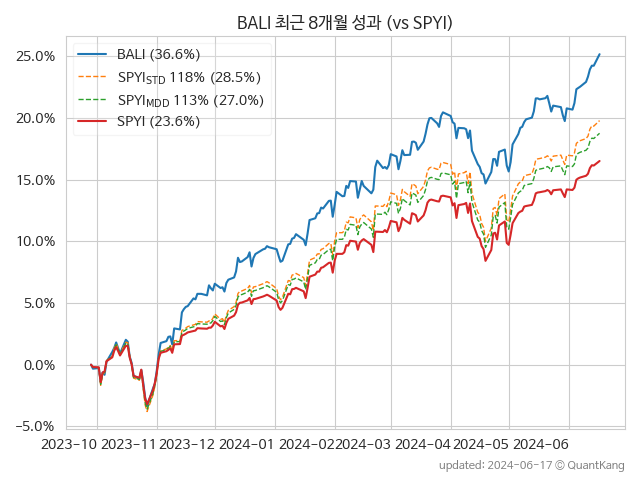 BALI 최근 8개월 성과 (vs SPYI)
BALI (36.6%)
SPYI_STD 118% (28.5%)
SPYI_MDD 113% (27.0%)
SPYI (23.6%)
25.0%
20.0%
15.0%
10.0%
5.0%
0.0%
−5.0%
2023-10 2023-11 2023-12 2024-01 2024-02 2024-03 2024-04 2024-05 2024-06
updated: 2024-06-17 © QuantKang